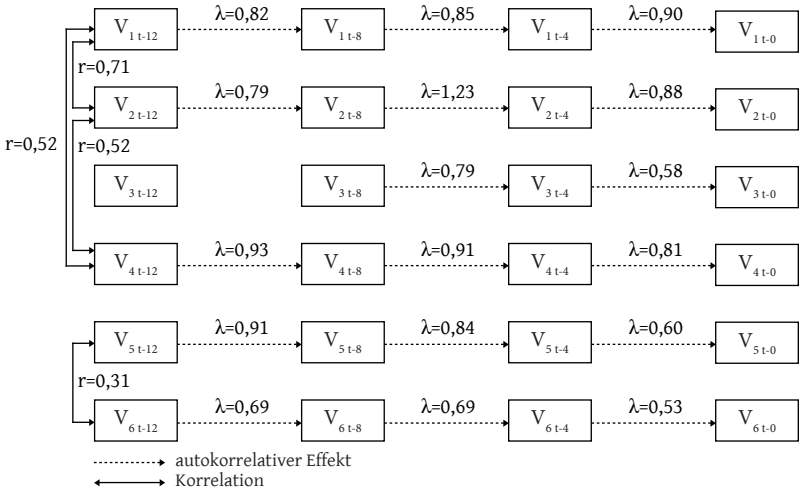 λ=0,82 λ=0,85 λ=0,90
V1 t-12 V1 t-8 V1 t-4 V1 t-0
r=0,71
λ=0,79 λ=1,23 λ=0,88
V2 t-12 V2 t-8 V2 t-4 V2 t-0
r=0,52 r=0,52
λ=0,79 λ=0,58
V3 t-12 V3 t-8 V3 t-4 V3 t-0
λ=0,93 λ=0,91 λ=0,81
V4 t-12 V4 t-8 V4 t-4 V4 t-0
λ=0,91 λ=0,84 λ=0,60
V5 t-12 V5 t-8 V5 t-4 V5 t-0
r=0,31
λ=0,69 λ=0,69 λ=0,53
V6 t-12 V6 t-8 V6 t-4 V6 t-0
autokorrelativer Effekt
Korrelation